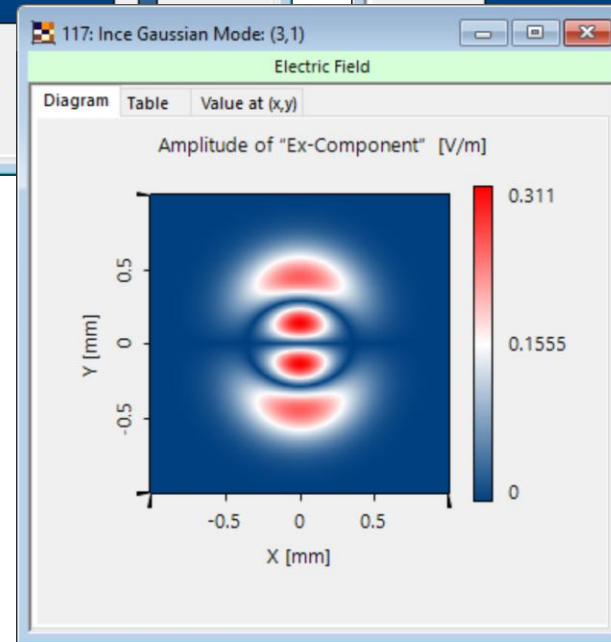 117: Ince Gaussian Mode: (3,1)
Electric Field
Diagram Table Value at (x,y)
Amplitude of "Ex-Component" [V/m]
0.311
0.5
0.1555
0
Y [mm]
-0.5
0
-0.5 0 0.5
X [mm]